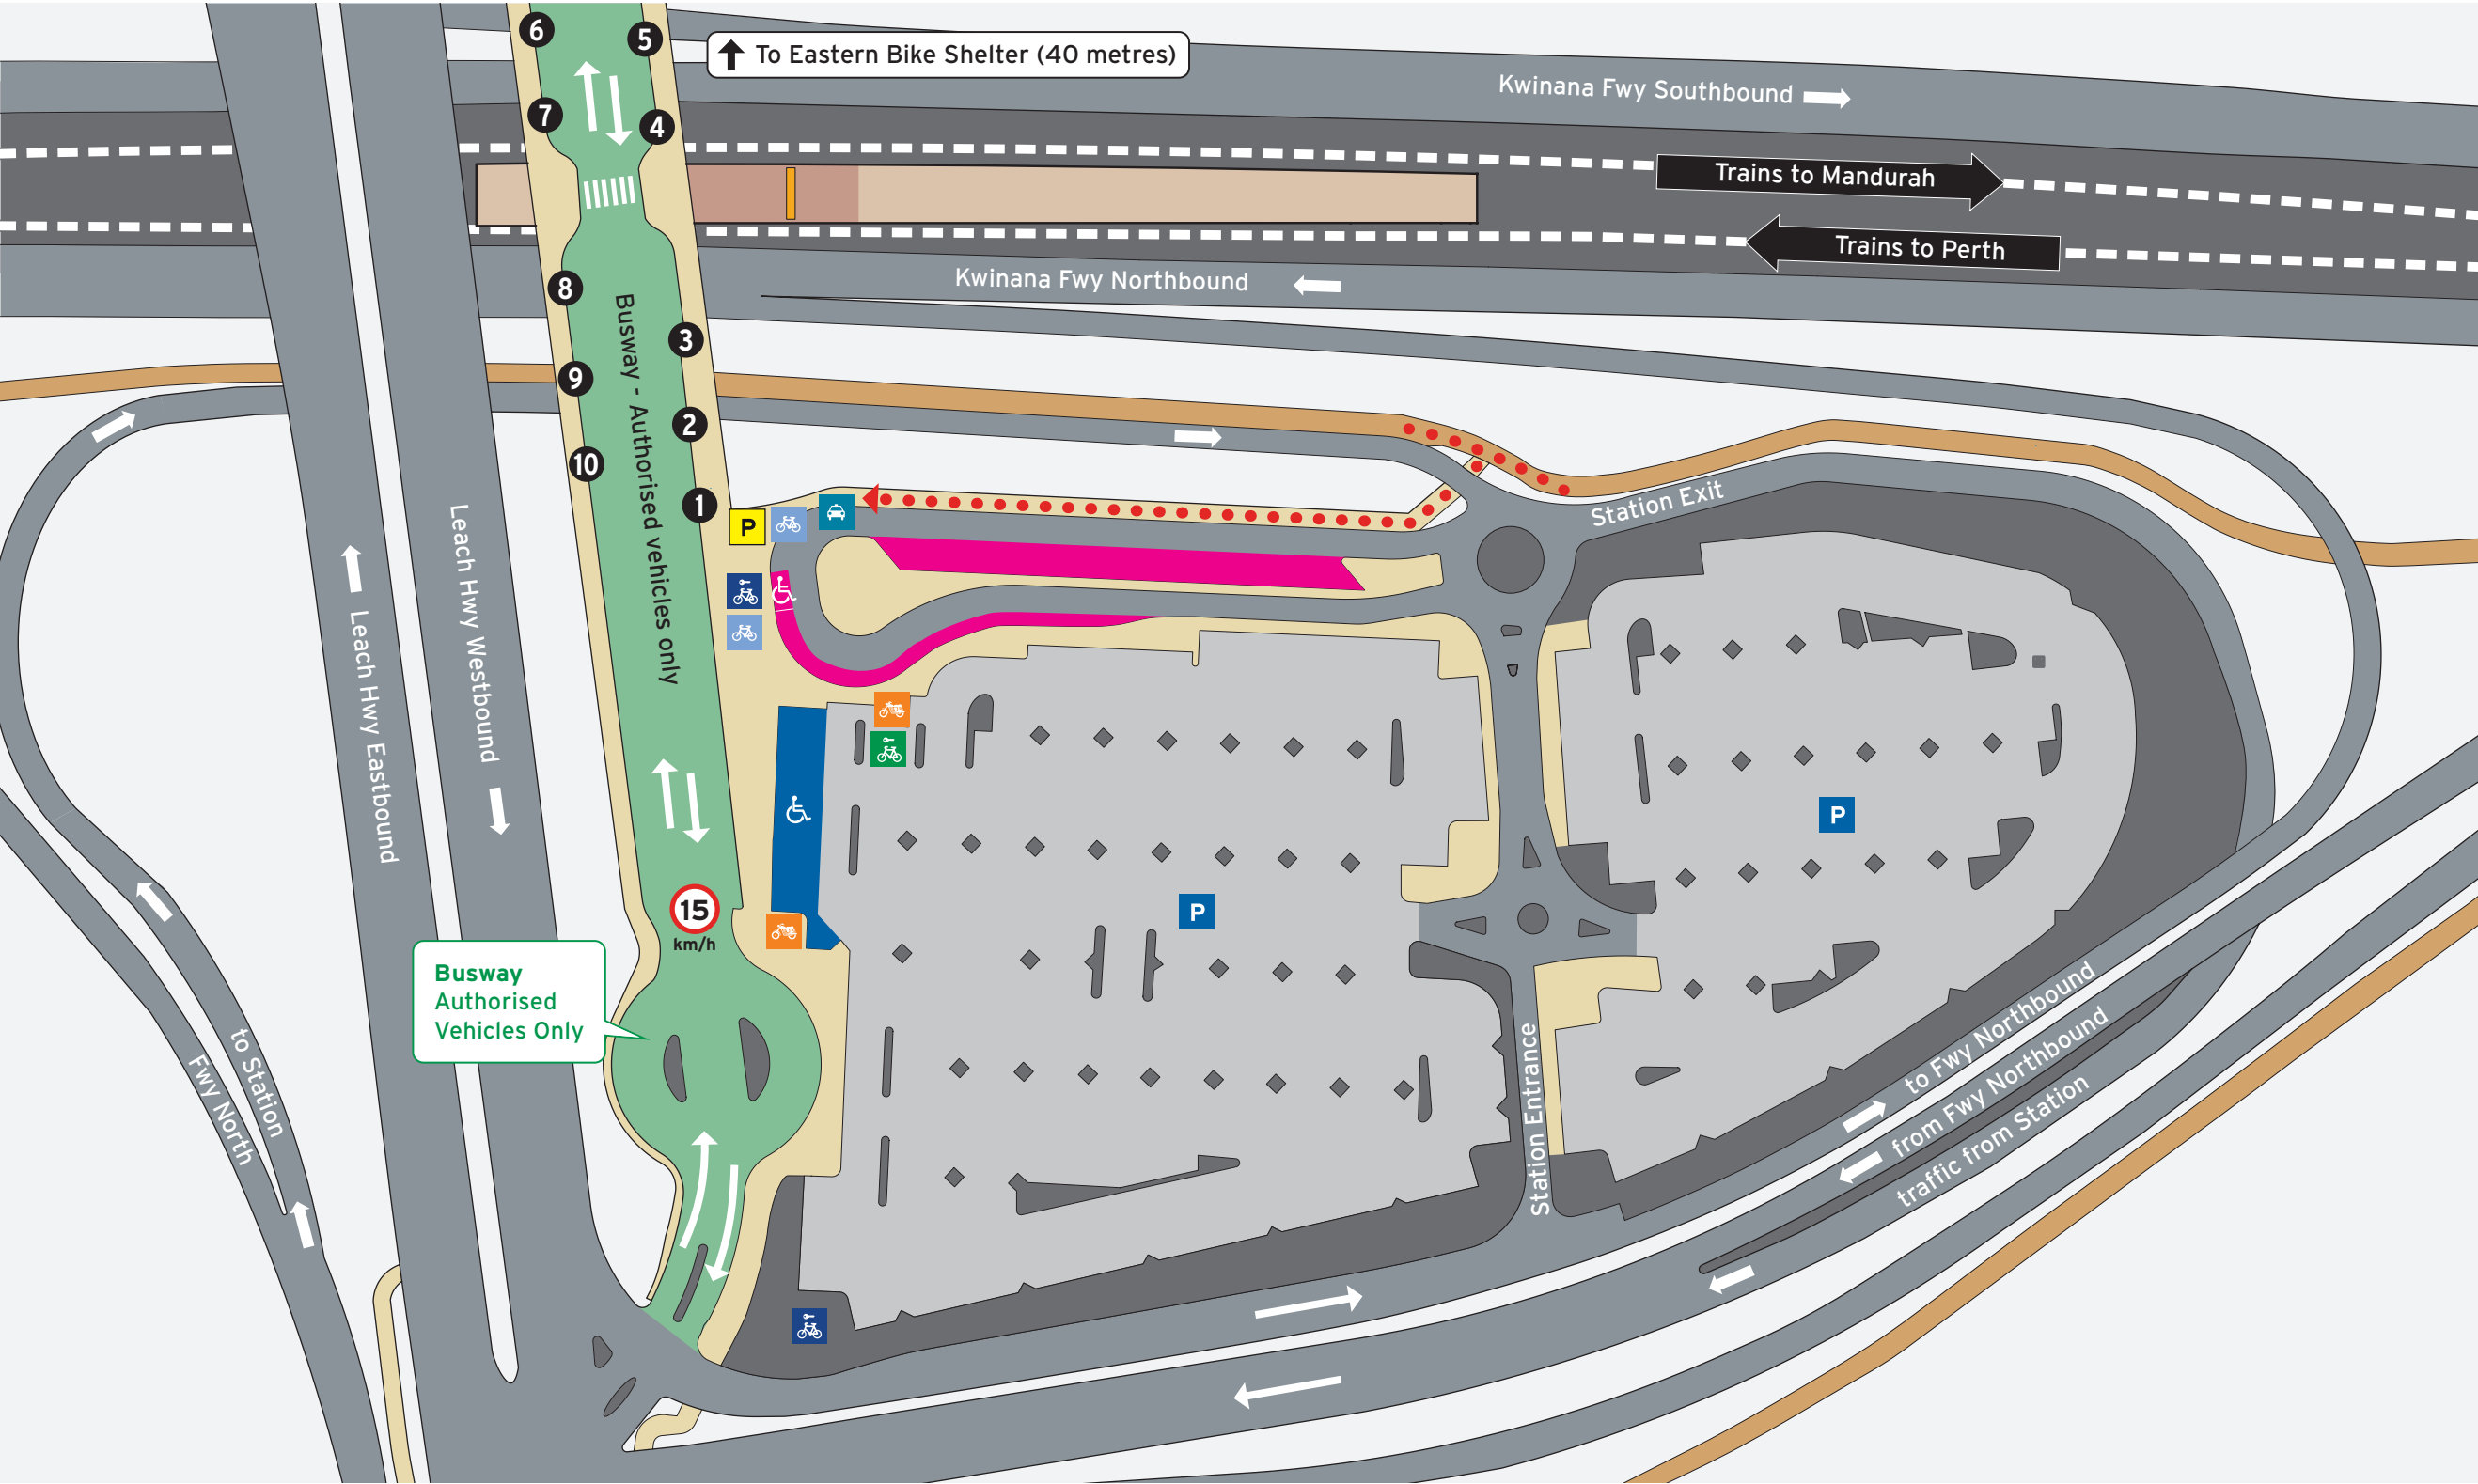 6
5
To Eastern Bike Shelter (40 metres)
Kwinana Fwy Southbound
7
4
Trains to Mandurah
Trains to Perth
Kwinana Fwy Northbound
8
3
9
2
10
1
Busway - Authorised vehicles only
P
Station Exit
Leach Hwy Westbound
Leach Hwy Eastbound
P
P
15
km/h
Busway
Authorised
Vehicles Only
to Station
Fwy North
Station Entrance
to Fwy Northbound
from Fwy Northbound
traffic from Station